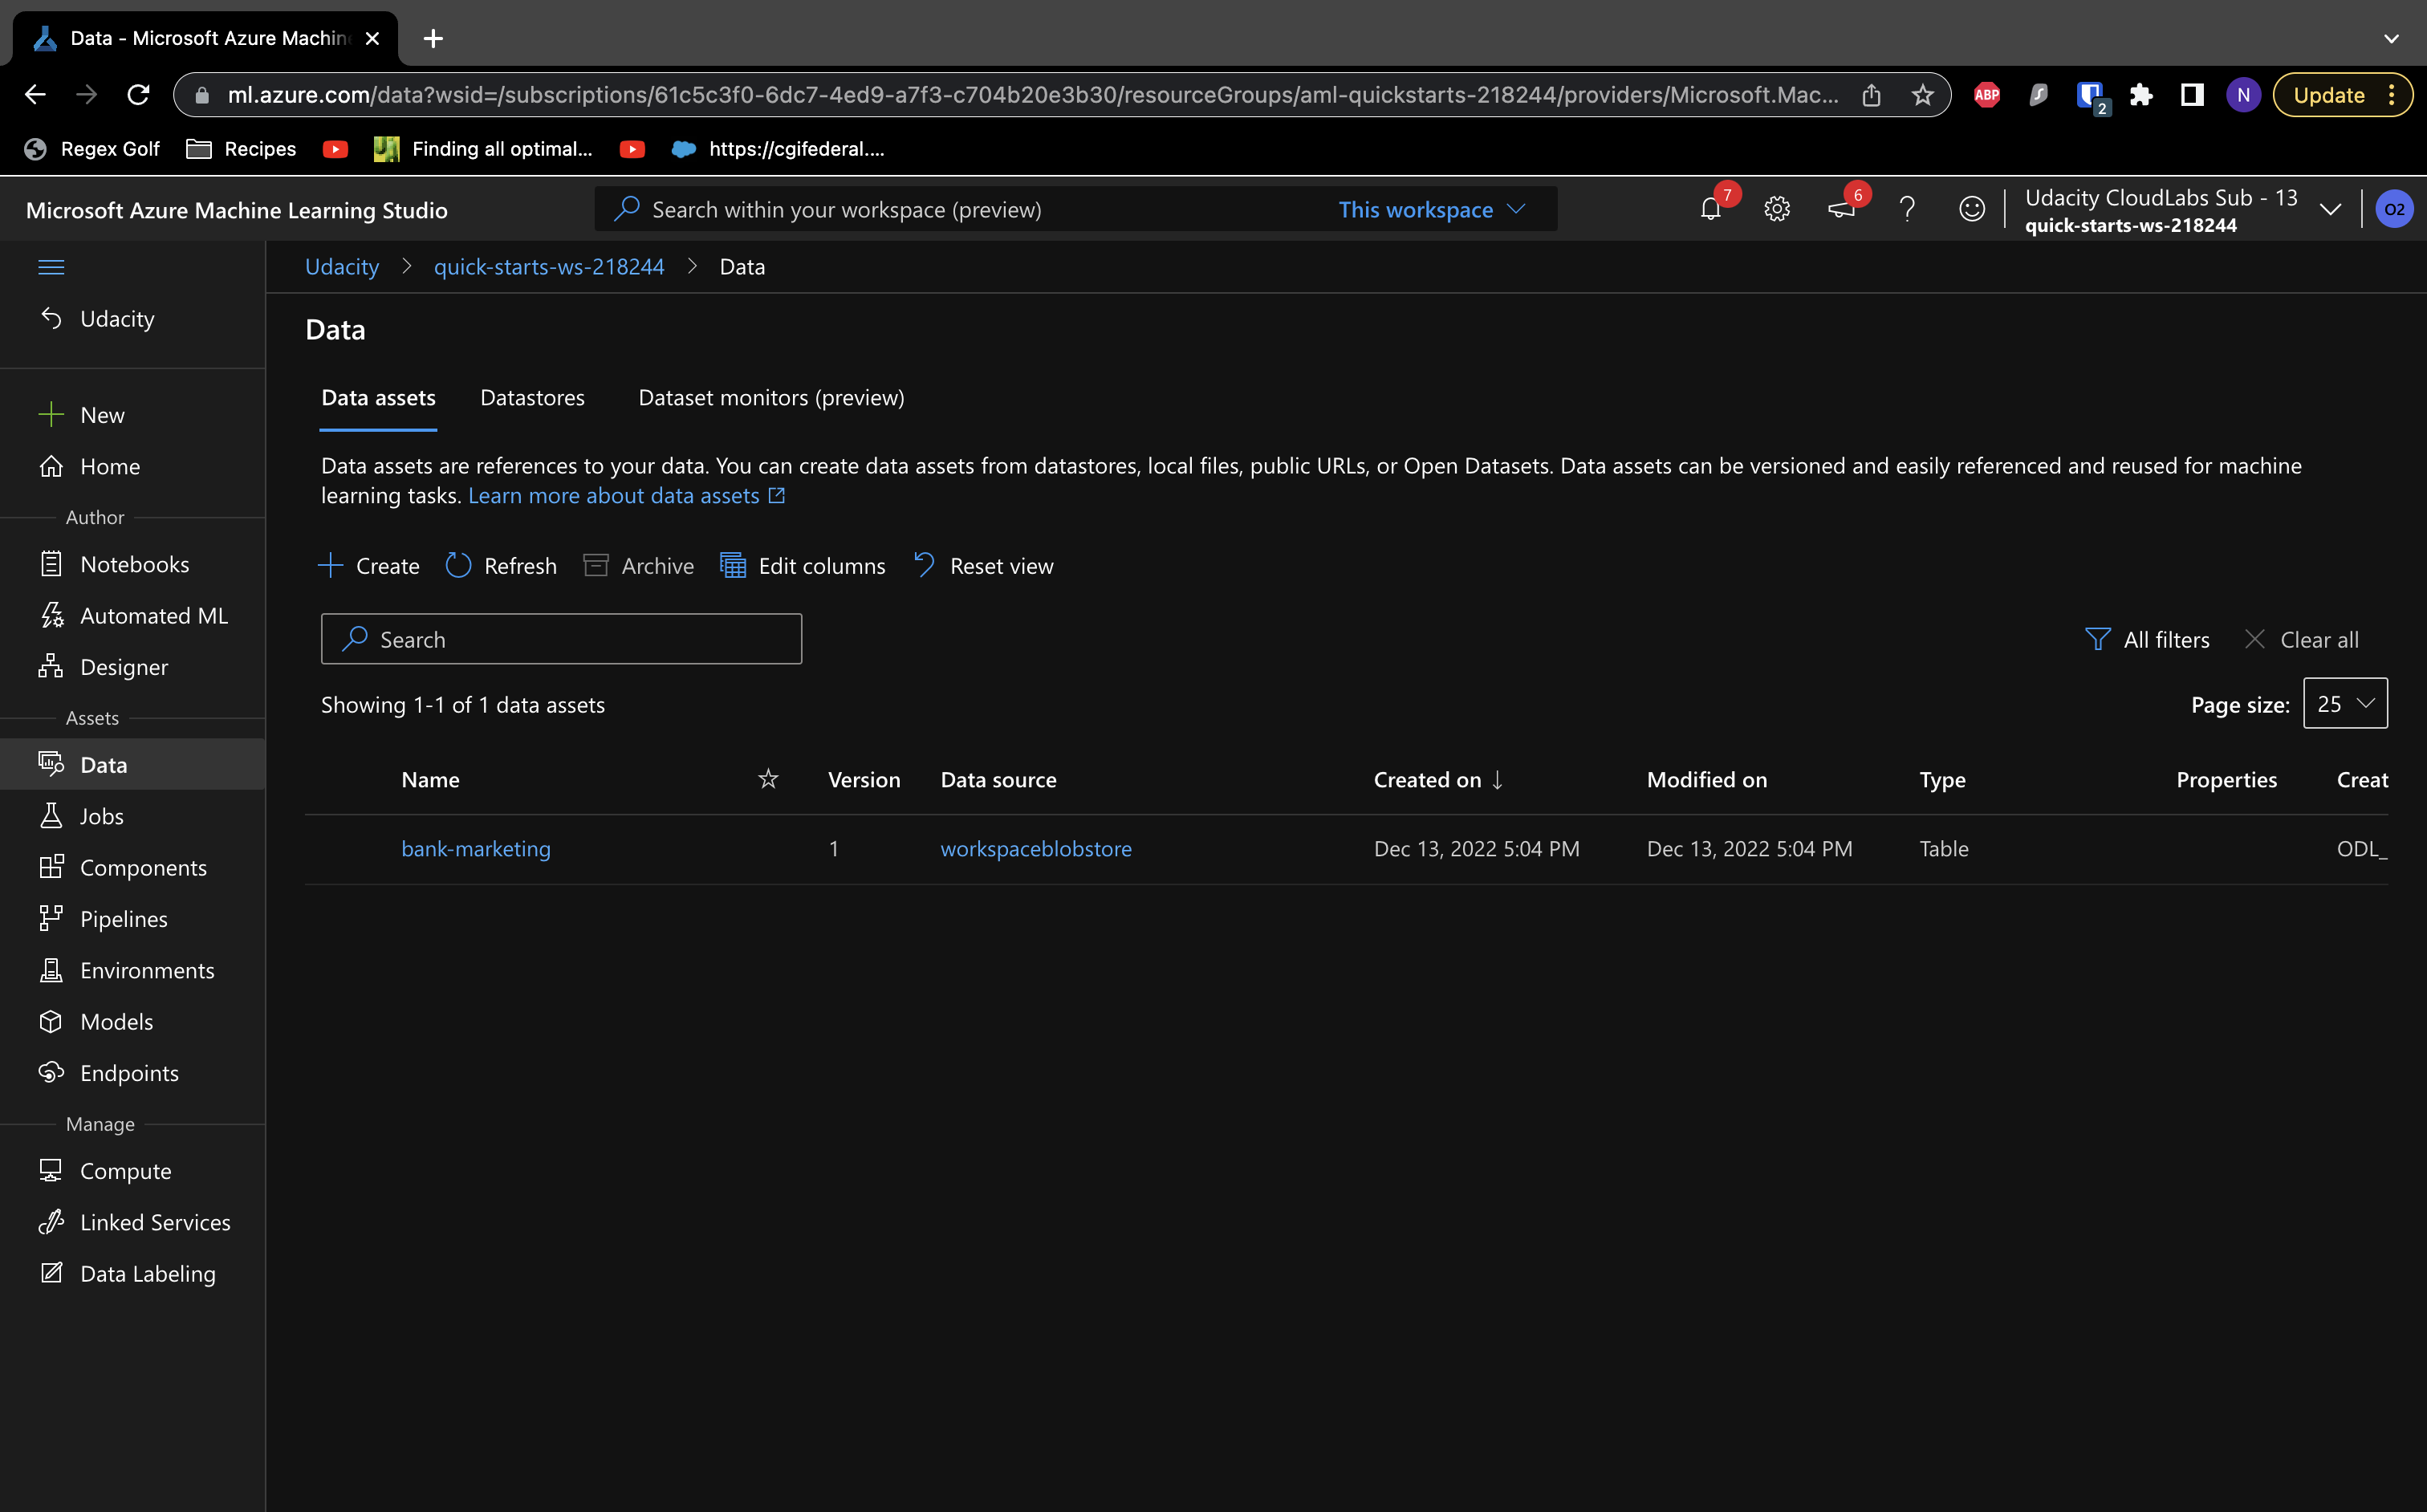 Data - Microsoft Azure Machin
ml.azure.com/data?wsid=/subscriptions/61c5c3f0-6dc7-4ed9-a7f3-c704b20e3b30/resourceGroups/aml-quickstarts-218244/providers/Microsoft.Mac...
ABP
2
N
Update
Regex Golf
Recipes
Finding all optimal...
https://cgifederal....
Microsoft Azure Machine Learning Studio
Search within your workspace (preview)
This workspace
7
6
Udacity CloudLabs Sub - 13
quick-starts-ws-218244
O2
Udacity
New
Home
Author
Notebooks
Automated ML
Designer
Assets
Data
Jobs
Components
Pipelines
Environments
Models
Endpoints
Manage
Compute
Linked Services
Data Labeling
Udacity > quick-starts-ws-218244 > Data
Data
Data assets Datastores Dataset monitors (preview)
Data assets are references to your data. You can create data assets from datastores, local files, public URLs, or Open Datasets. Data assets can be versioned and easily referenced and reused for machine
learning tasks. Learn more about data assets
Create Refresh Archive Edit columns Reset view
Search
All filters Clear all
Showing 1-1 of 1 data assets
Page size: 25
Name Version Data source Created on Modified on Type Properties Creat
bank-marketing 1 workspaceblobstore Dec 13, 2022 5:04 PM Dec 13, 2022 5:04 PM Table ODL_